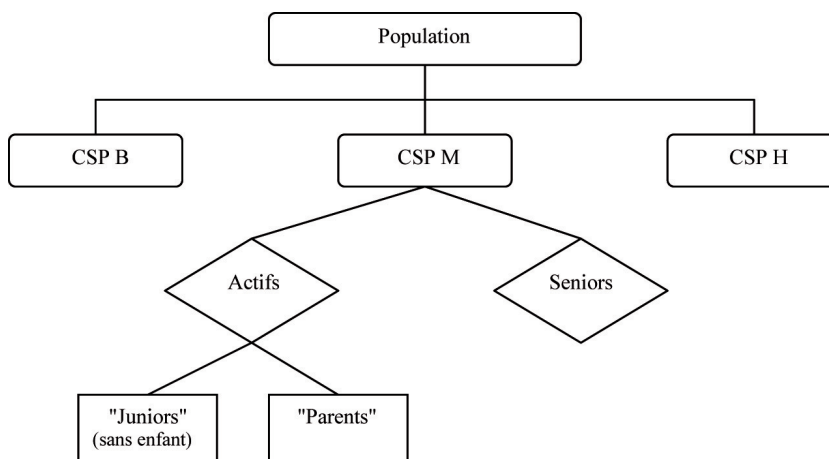 Population
CSP B
CSP M
CSP H
Actifs
Seniors
"Juniors"
(sans enfant)
"Parents"